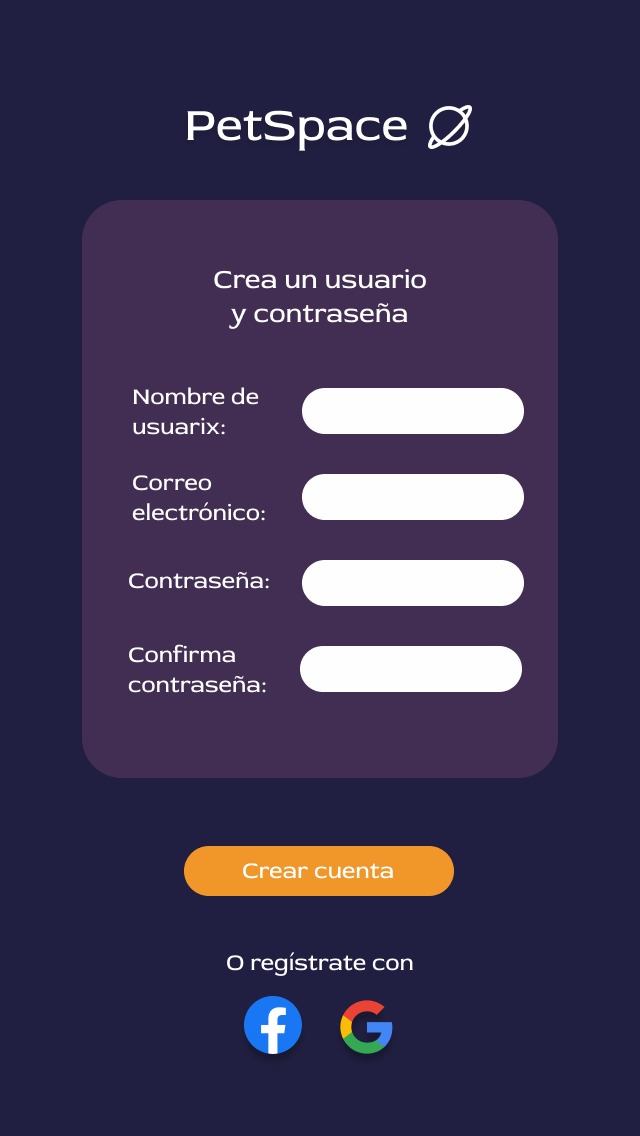 PetSpace
Crea un usuario
y contraseña
Nombre de
usuarix:
Correo
electrónico:
Contraseña:
Confirma
contraseña:
Crear cuenta
O regístrate con